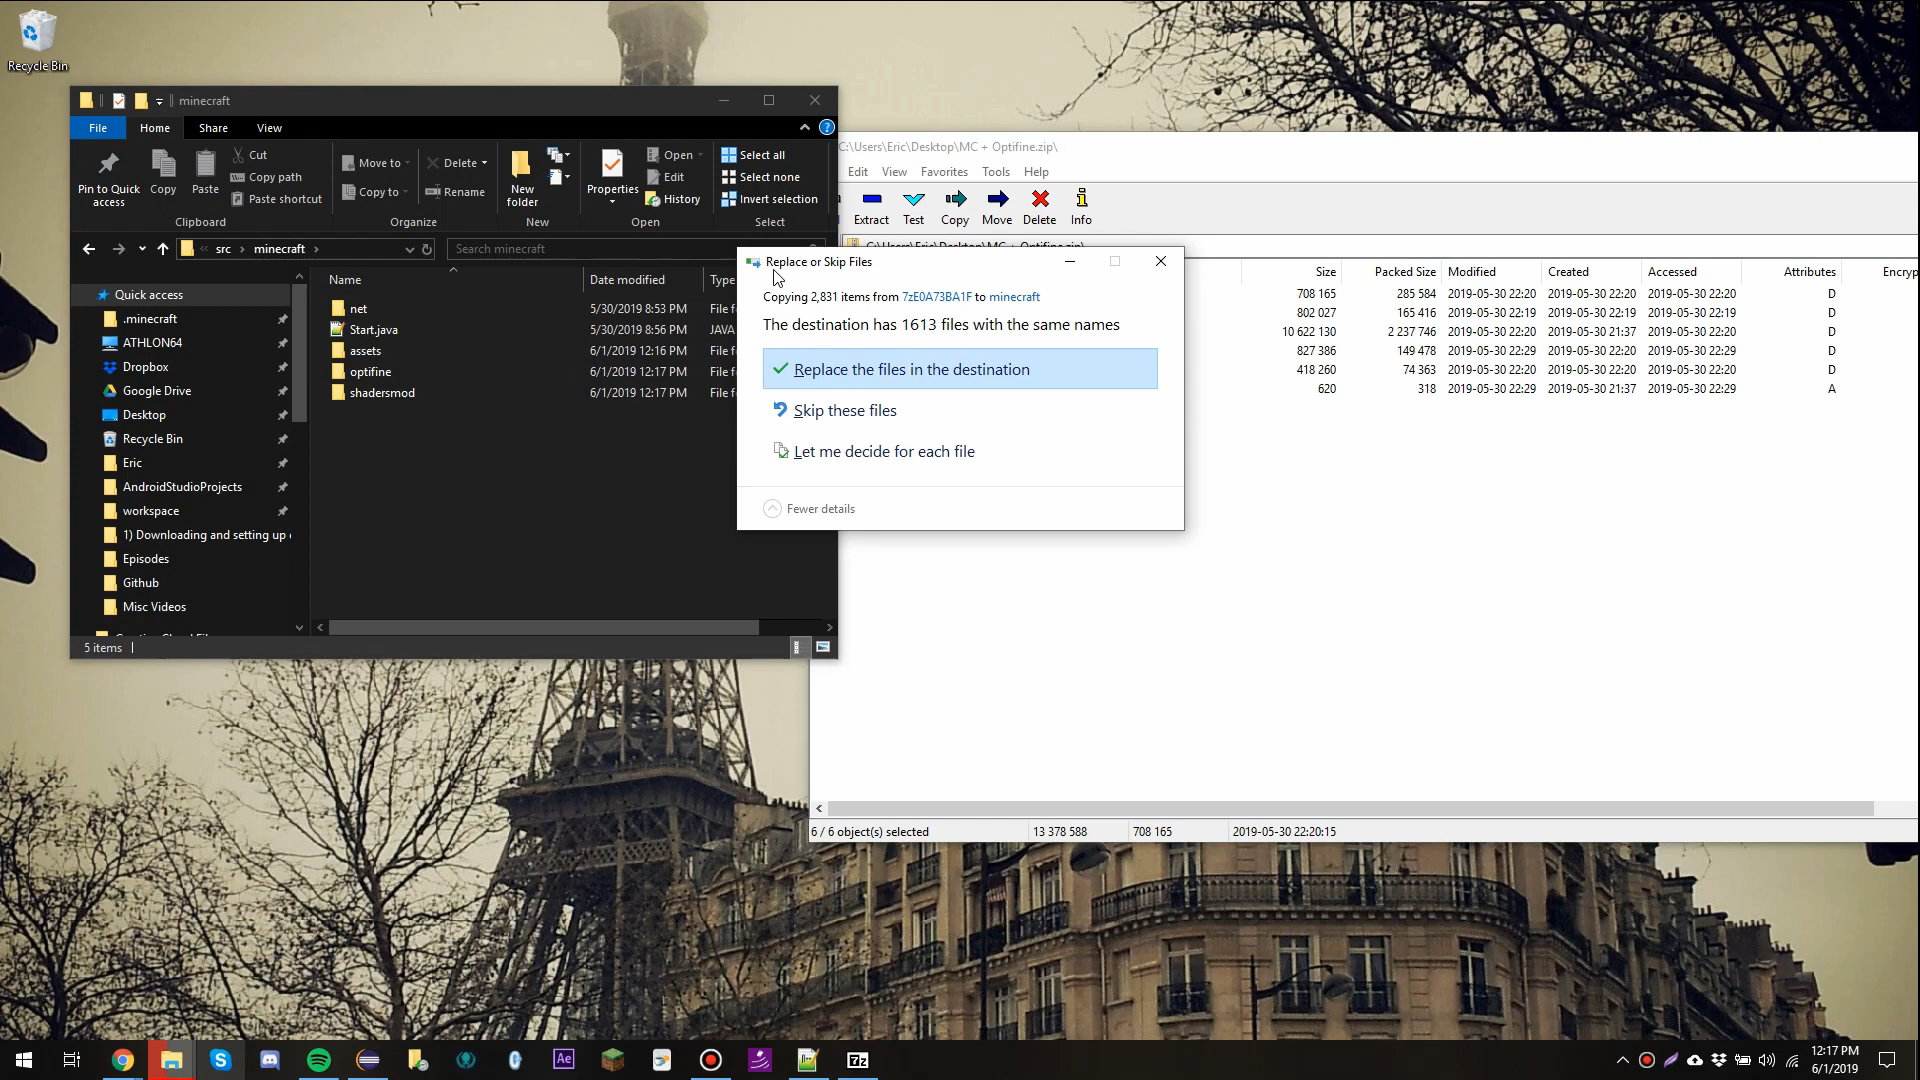 Recycle Bin
minecraft
File
Home
Share
View
Pin to Quick access
Copy
Paste
Cut
Copy path
Paste shortcut
Clipboard
Move to
Copy to
Delete
Rename
Organize
New folder
New
Properties
Open
Edit
History
Open
Select all
Select none
Invert selection
Select
src
minecraft
Search minecraft
Name
Date modified
Type
Quick access
.minecraft
ATHLON64
Dropbox
Google Drive
Desktop
Recycle Bin
Eric
AndroidStudioProjects
workspace
1) Downloading and setting up
Episodes
Github
Misc Videos
net 5/30/2019 8:53 PM File f
Start.java 5/30/2019 8:56 PM JAVA
assets 6/1/2019 12:16 PM File f
optifine 6/1/2019 12:17 PM File f
shadersmod 6/1/2019 12:17 PM File f
5 items
C:\Users\Eric\Desktop\MC + Optifine.zip\
Edit View Favorites Tools Help
Extract Test Copy Move Delete Info
C:\Users\Eric\Desktop\MC + Optifine.zip\
Size Packed Size Modified Created Accessed Attributes Encryp
708 165 285 584 2019-05-30 22:20 2019-05-30 22:20 2019-05-30 22:20 D
802 027 165 416 2019-05-30 22:19 2019-05-30 22:19 2019-05-30 22:19 D
10 622 130 2 237 746 2019-05-30 22:20 2019-05-30 21:37 2019-05-30 22:20 D
827 386 149 478 2019-05-30 22:29 2019-05-30 22:20 2019-05-30 22:29 D
418 260 74 363 2019-05-30 22:20 2019-05-30 22:20 2019-05-30 22:20 D
620 318 2019-05-30 22:29 2019-05-30 21:37 2019-05-30 22:29 A
6 / 6 object(s) selected 13 378 588 708 165 2019-05-30 22:20:15
Replace or Skip Files
Copying 2,831 items from 7zE0A73BA1F to minecraft
The destination has 1613 files with the same names
Replace the files in the destination
Skip these files
Let me decide for each file
Fewer details
Ae
7z
12:17 PM
6/1/2019